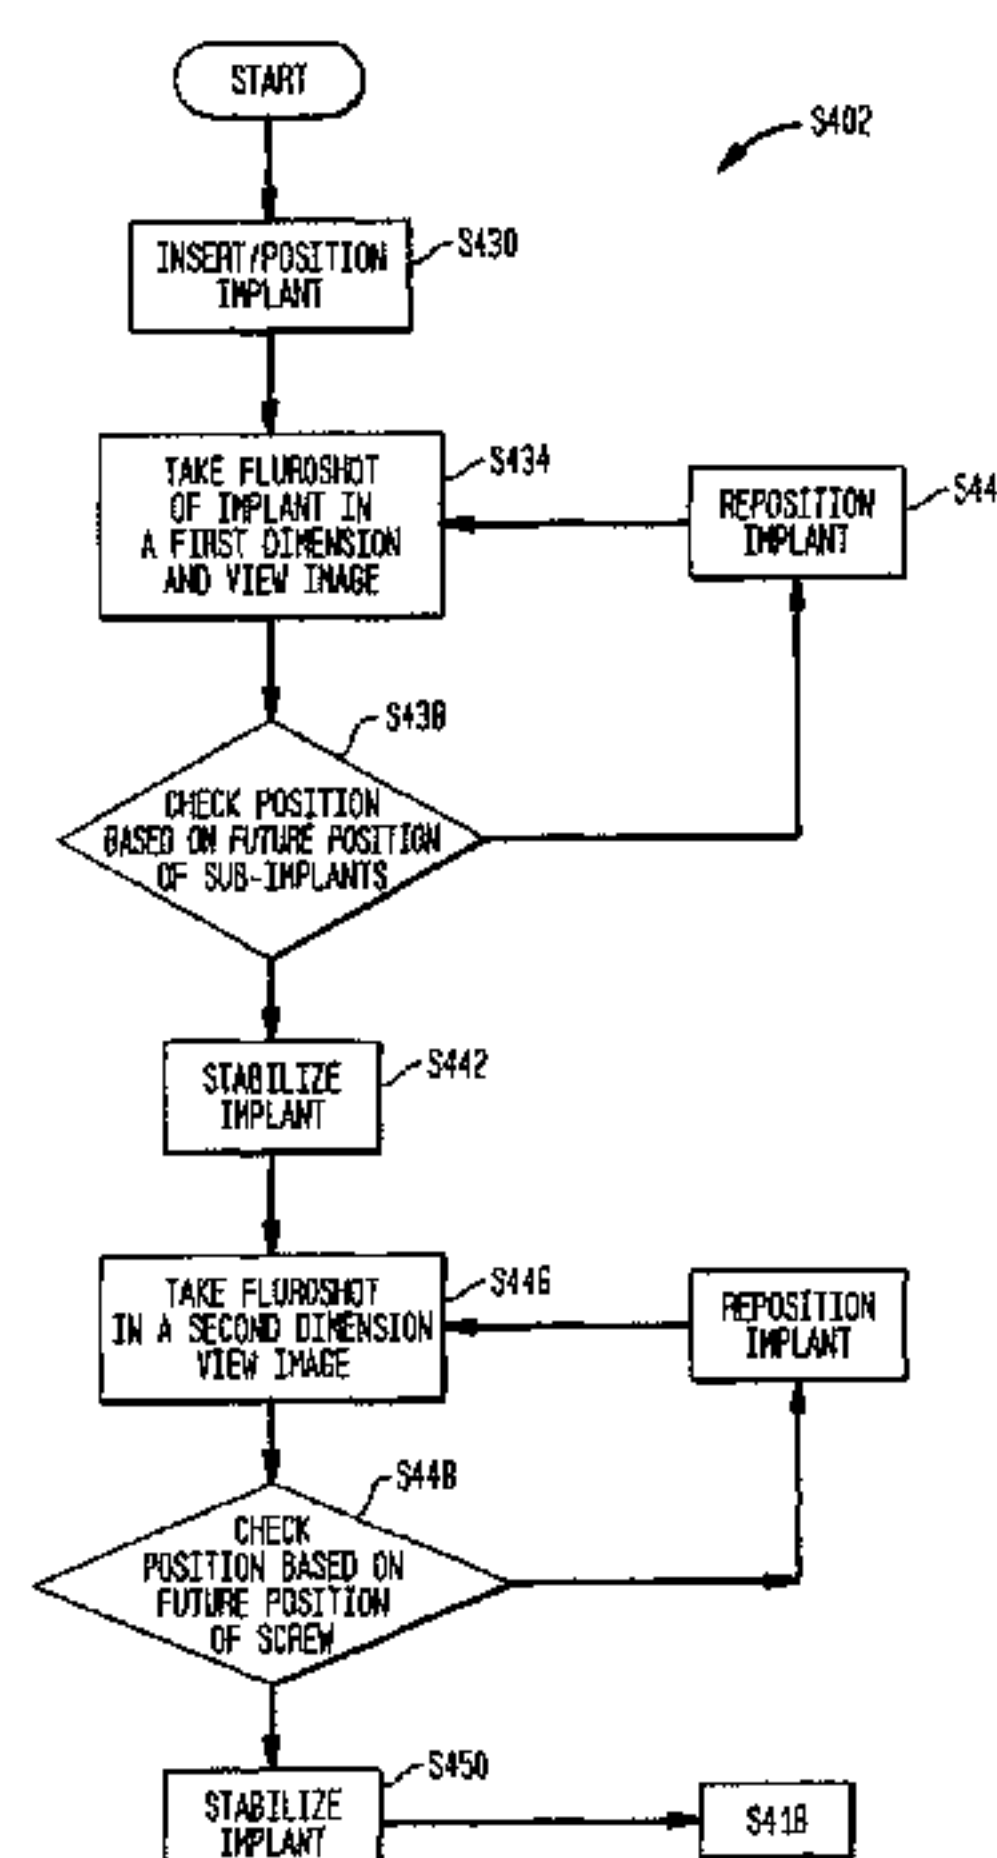 START
S402
INSERT/POSITION
IMPLANT
S430
TAKE FLUROSHOT
OF IMPLANT IN
A FIRST DIMENSION
AND VIEW IMAGE
S434
REPOSITION
IMPLANT
S44
S438
CHECK POSITION
BASED ON FUTURE POSITION
OF SUB-IMPLANTS
STABILIZE
IMPLANT
S442
TAKE FLUROSHOT
IN A SECOND DIMENSION
VIEW IMAGE
S446
REPOSITION
IMPLANT
S448
CHECK
POSITION BASED ON
FUTURE POSITION
OF SCREW
STABILIZE
IMPLANT
S450
S418